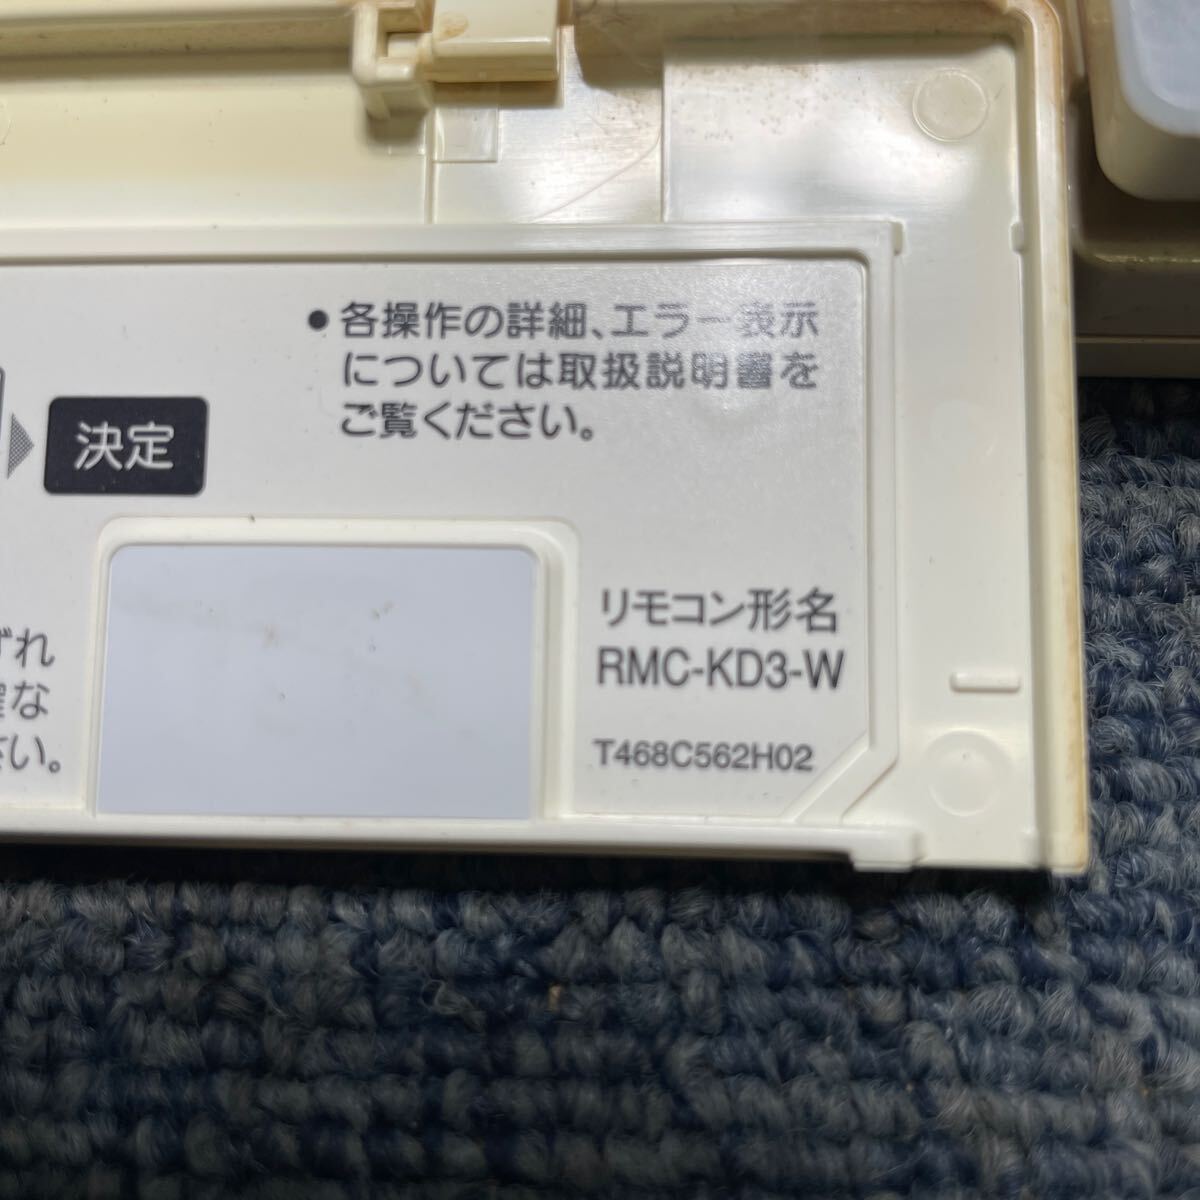 ●各操作の詳細、エラー表示
については取扱説明書を
ご覧ください。
決定
ずれ
な
さい。
リモコン形名
RMC-KD3-W
T468C562H02